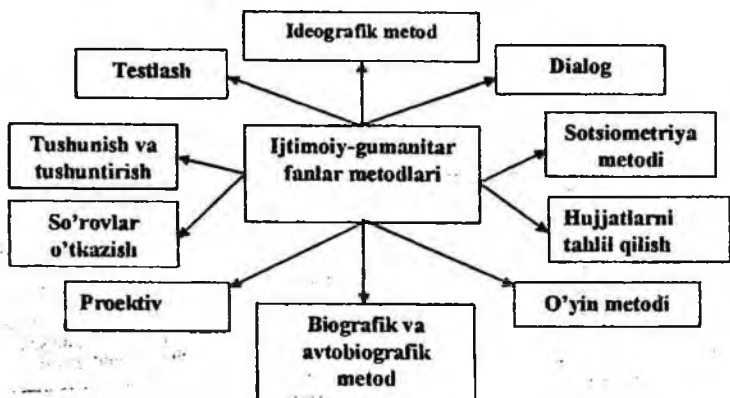 Ideografik metod
Testlash
Dialog
Tushunish va
tushuntirish
Ijtimoiy-gumanitar
fanlar metodlari
Sotsiometriya
metodi
So'rovlar
o'tkazish
Hujjatlarni
tahlil qilish
Proektiv
O'yin metodi
Biografik va
avtobiografik
metod